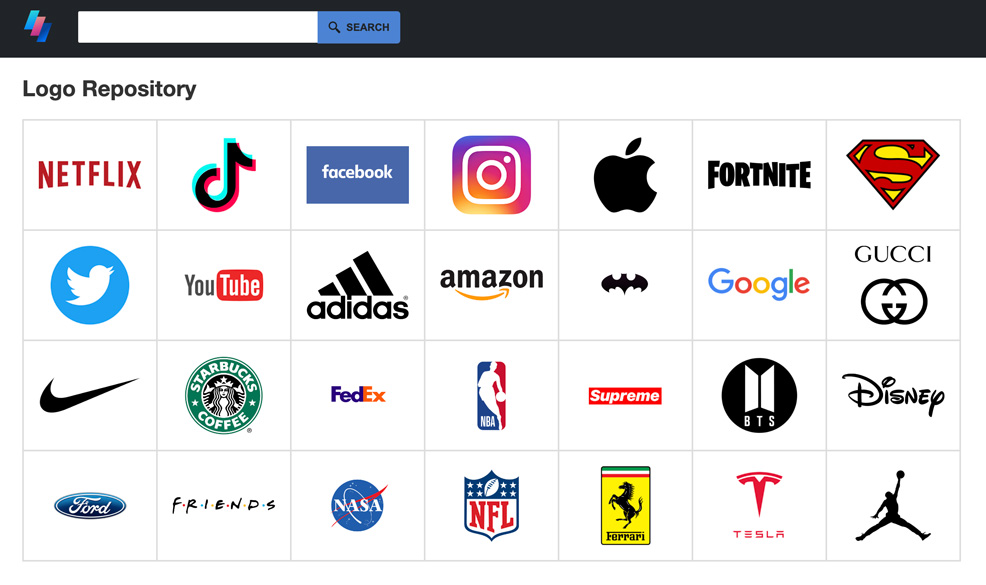 SEARCH
Logo Repository
NETFLIX
facebook
FORTNITE
S
YouTube
adidas®
amazon
Google
GUCCI
STARBUCKS
COFFEE
®
FedEx
NBA
Supreme
BTS
Disney
Ford
F·R·I·E·N·D·S
NASA
NFL
Ferrari
TESLA